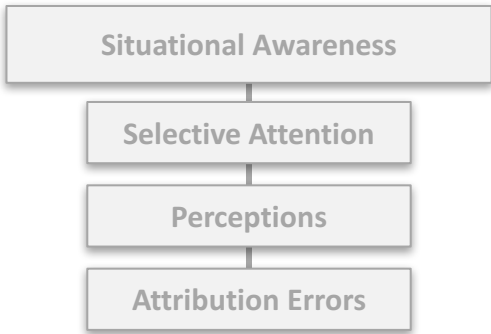 Situational Awareness
Selective Attention
Perceptions
Attribution Errors